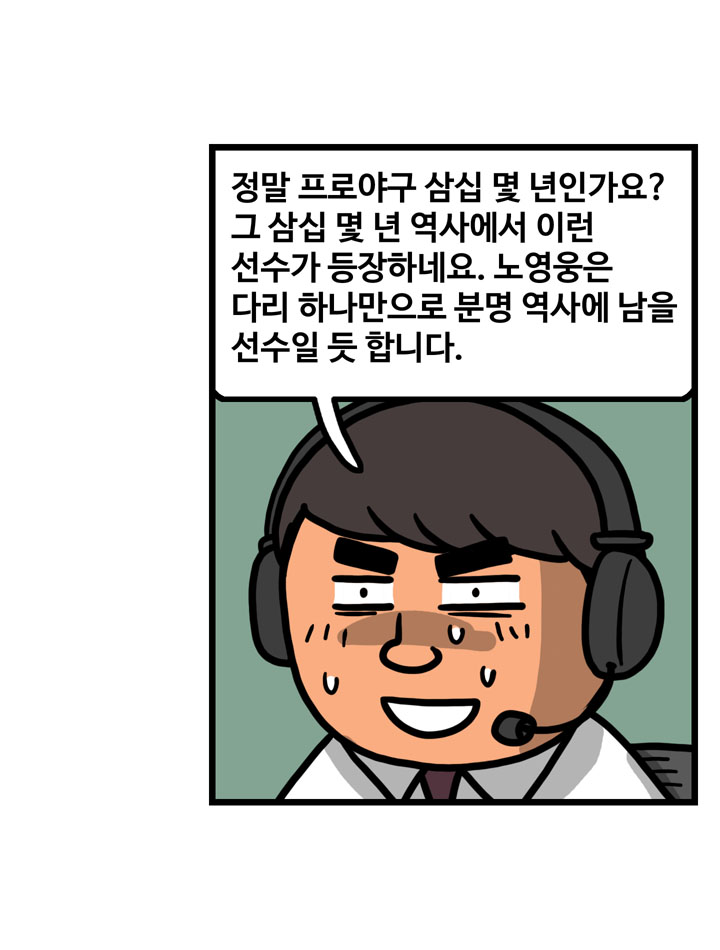 정말 프로야구 삼십 몇 년인가요?
그 삼십 몇 년 역사에서 이런
선수가 등장하네요. 노영웅은
다리 하나만으로 분명 역사에 남을
선수일 듯 합니다.